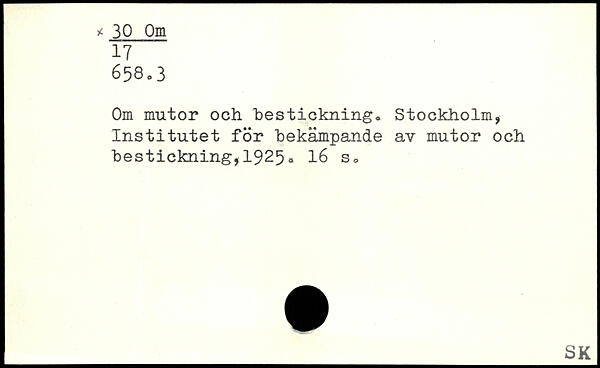 × 30 Om
17
658.3
Om mutor och bestickning. Stockholm,
Institutet för bekämpande av mutor och
bestickning,1925. 16 s.
SK